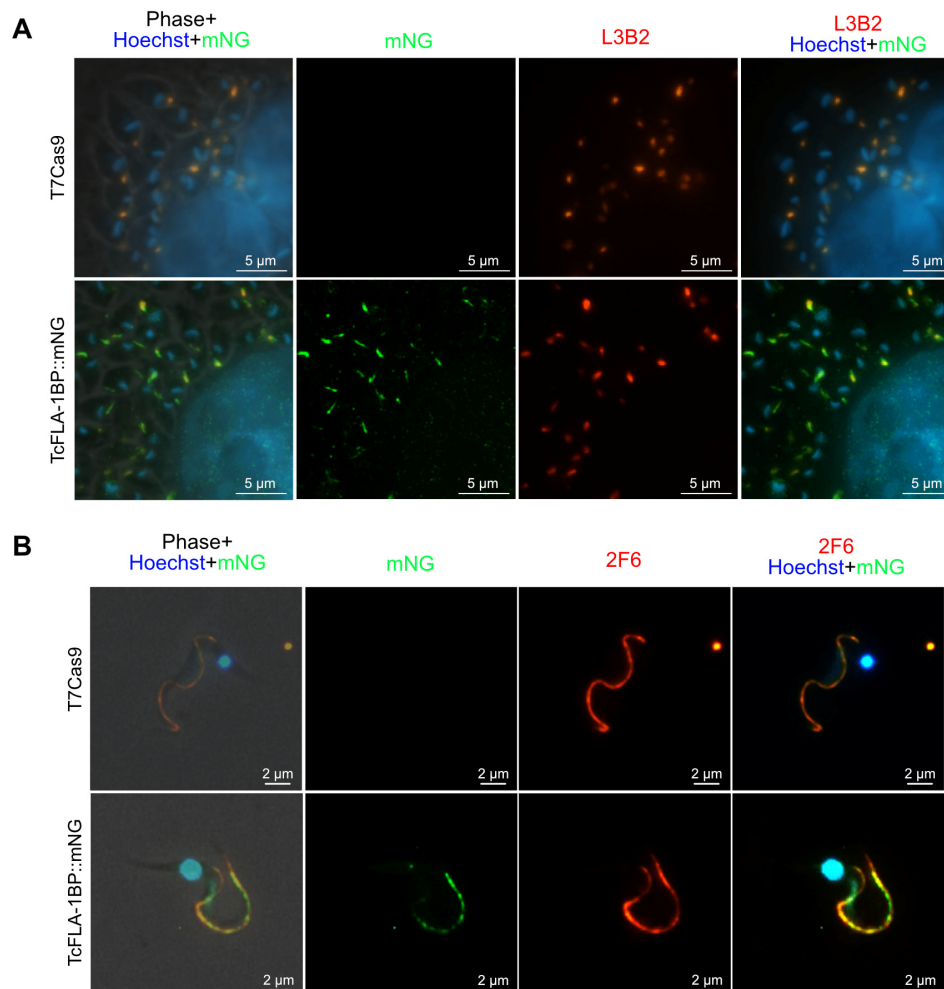 A
Phase+
Hoechst+mNG
mNG
L3B2
L3B2
Hoechst+mNG
T7Cas9
5 µm
5 µm
5 µm
5 µm
TcFLA-1BP::mNG
5 µm
5 µm
5 µm
5 µm
B
Phase+
Hoechst+mNG
mNG
2F6
2F6
Hoechst+mNG
T7Cas9
2 µm
2 µm
2 µm
2 µm
TcFLA-1BP::mNG
2 µm
2 µm
2 µm
2 µm